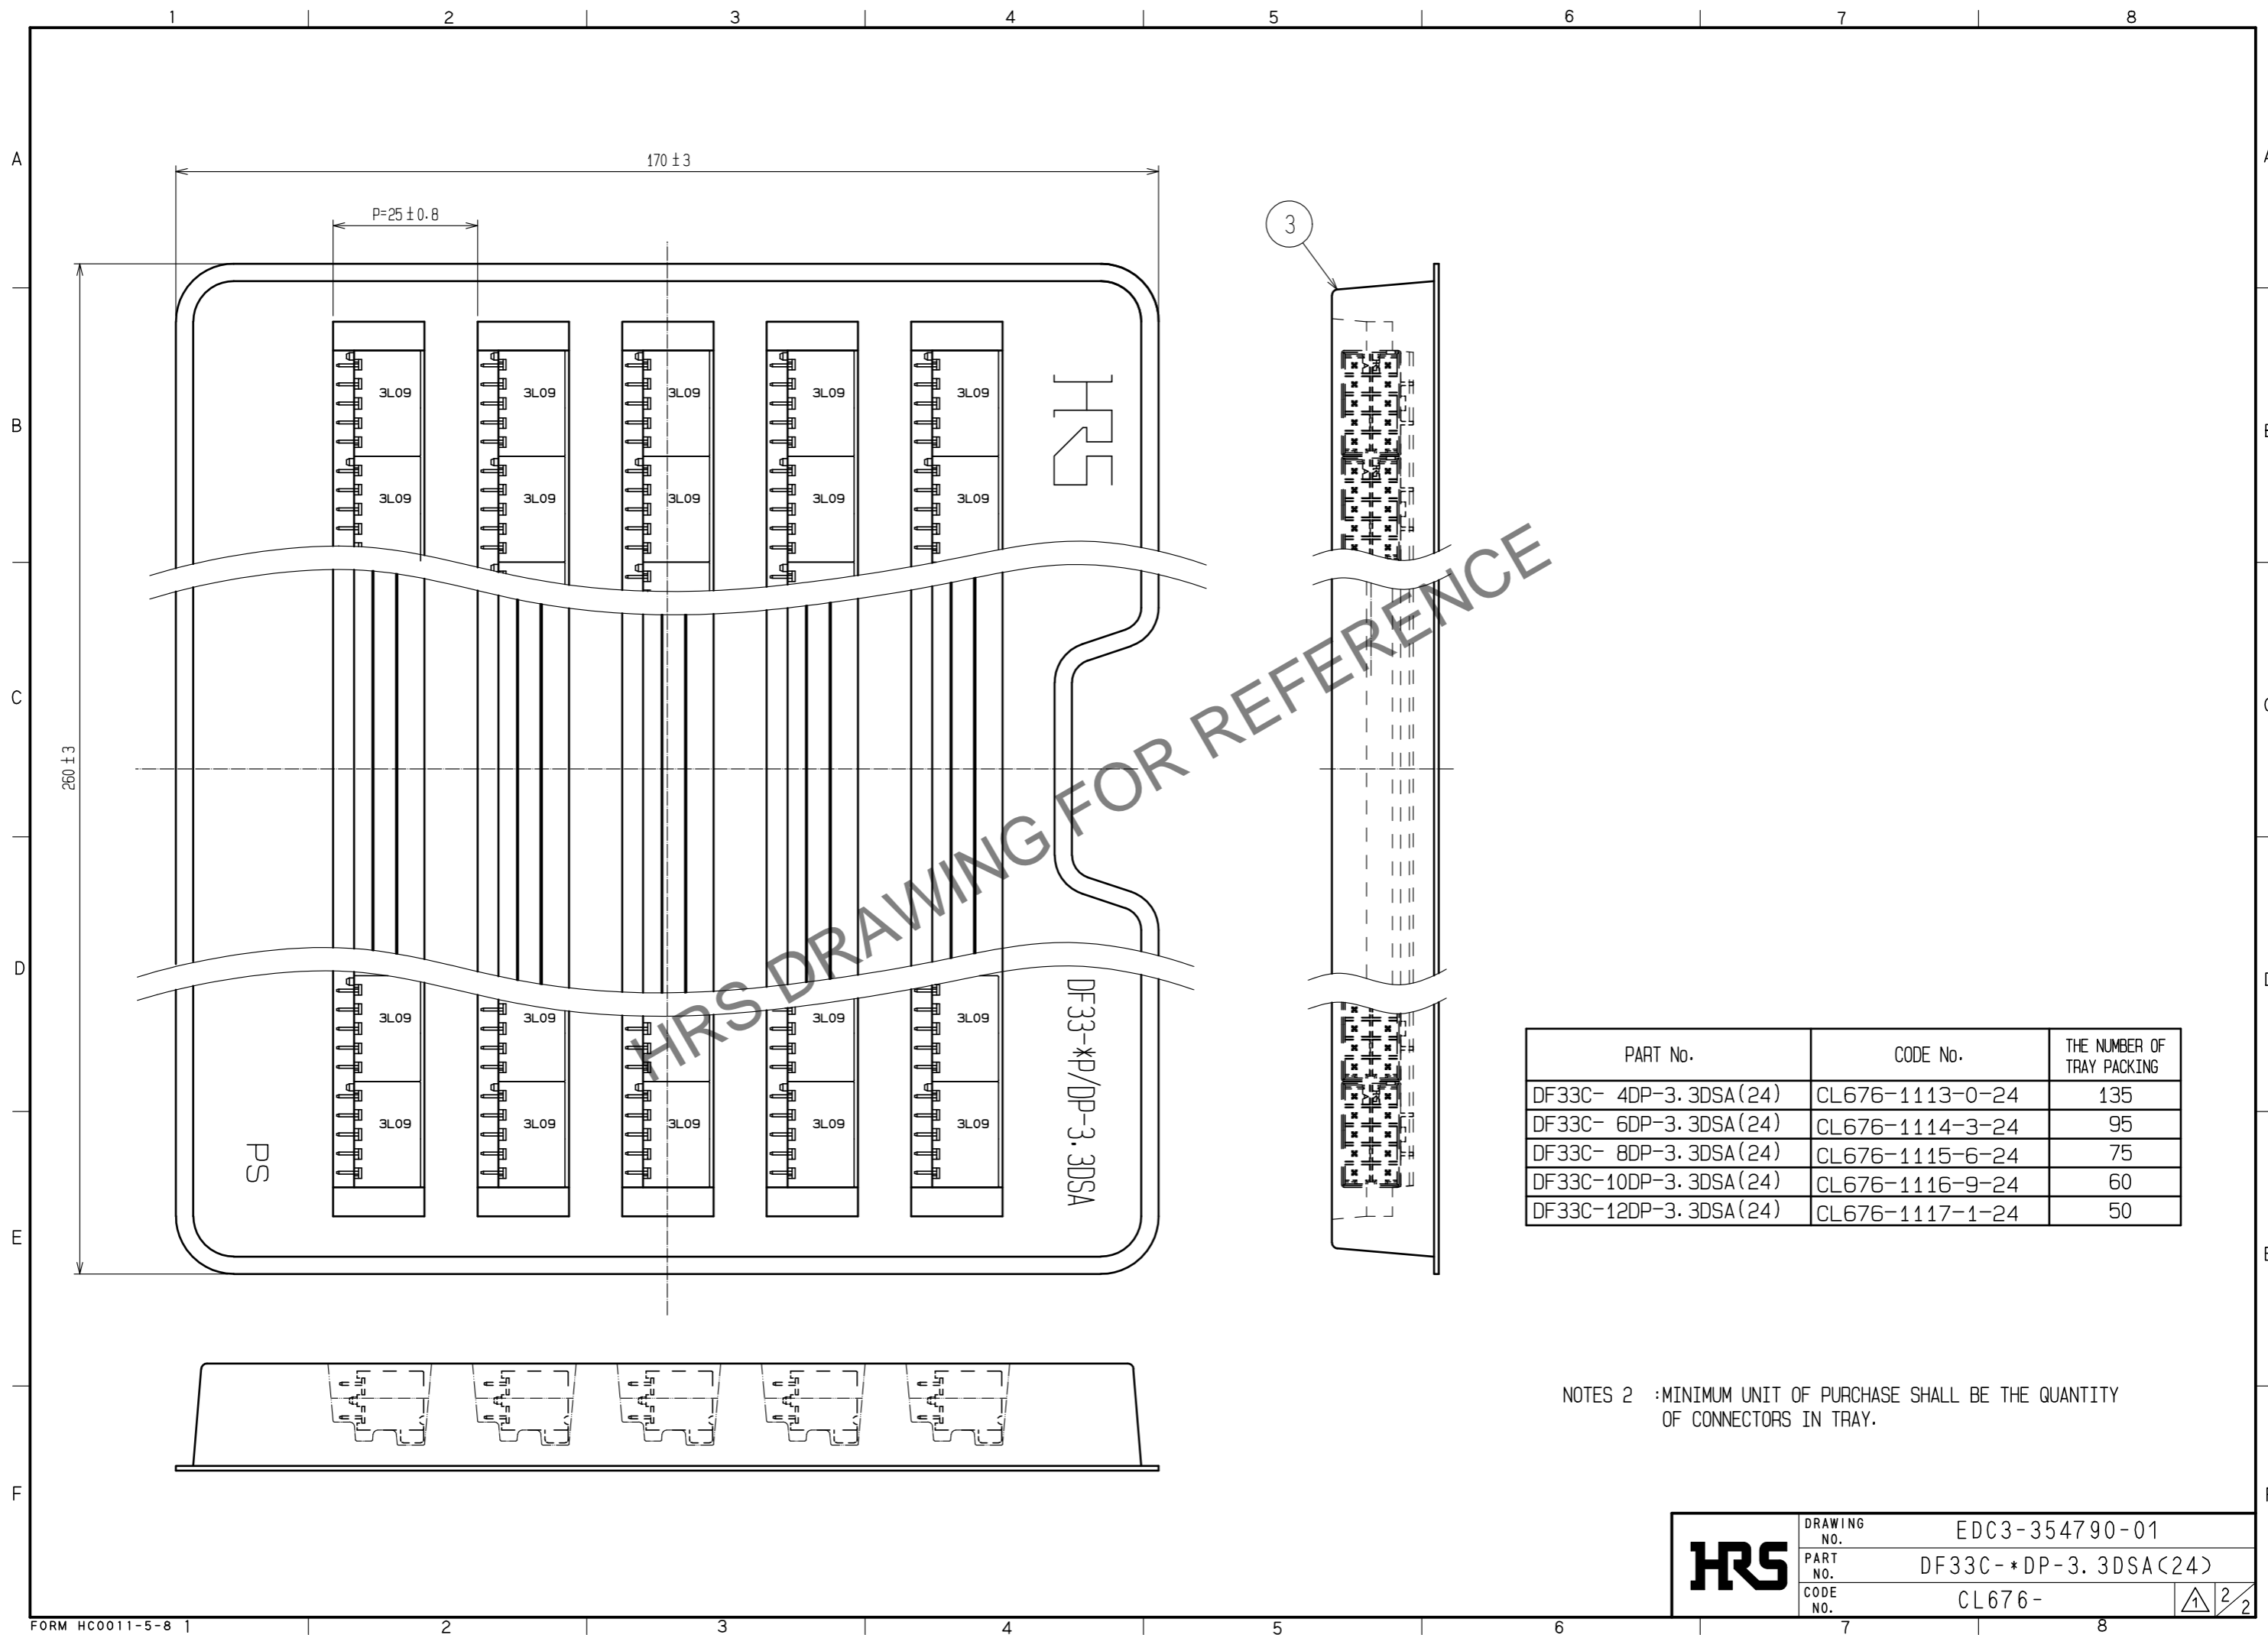 1 2 3 4 5 6 7 8
A
A
B
B
C
C
D
D
E
E
F
F
170±3
P=25±0.8
260±3
3
3L09 3L09 3L09 3L09 3L09
3L09 3L09 3L09 3L09 3L09
3L09 3L09 3L09 3L09 3L09
3L09 3L09 3L09 3L09 3L09
HRS
DF33-*P/DP-3.3DSA
PS
HRS DRAWING FOR REFERENCE
PART No. CODE No. THE NUMBER OF
TRAY PACKING
DF33C- 4DP-3.3DSA(24) CL676-1113-0-24 135
DF33C- 6DP-3.3DSA(24) CL676-1114-3-24 95
DF33C- 8DP-3.3DSA(24) CL676-1115-6-24 75
DF33C-10DP-3.3DSA(24) CL676-1116-9-24 60
DF33C-12DP-3.3DSA(24) CL676-1117-1-24 50
NOTES 2 :MINIMUM UNIT OF PURCHASE SHALL BE THE QUANTITY
OF CONNECTORS IN TRAY.
HRS
DRAWING NO. EDC3-354790-01
PART NO. DF33C-*DP-3.3DSA(24)
CODE NO. CL676- 1 2/2
FORM HC0011-5-8
1 2 3 4 5 6 7 8